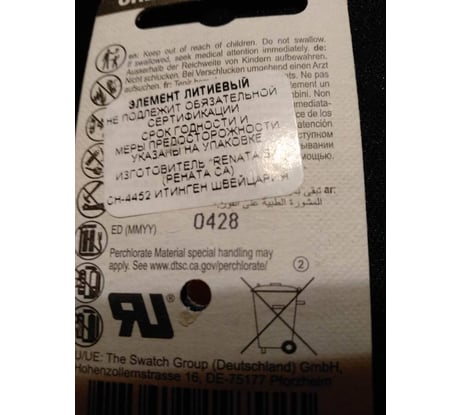 en: Keep out of reach of children. Do not swallow.
If swallowed, seek medical attention immediately. de:
Ausserhalb der Reichweite von Kindern aufbewahren.
Nicht schlucken. Bei Verschlucken umgehend einen Arzt
aufsuchen. fr: Tenir
ЭЛЕМЕНТ ЛИТИЕВЫЙ
НЕ ПОДЛЕЖИТ ОБЯЗАТЕЛЬНОЙ
СЕРТИФИКАЦИИ
СРОК ГОДНОСТИ И
МЕРЫ ПРЕДОСТОРОЖНОСТИ
УКАЗАНЫ НА УПАКОВКЕ
ИЗГОТОВИТЕЛЬ "RENATA
(РЕНАТА СА)
CH-4452 ИТИНГЕН ШВЕЙЦАРИЯ
ED (MMYY) 0428
Perchlorate Material special handling may
apply. See www.dtsc.ca.gov/perchlorate/
2
J/UE: The Swatch Group (Deutschland) GmbH,
Hohenzollernstrasse 16, DE-75177 Pforzheim